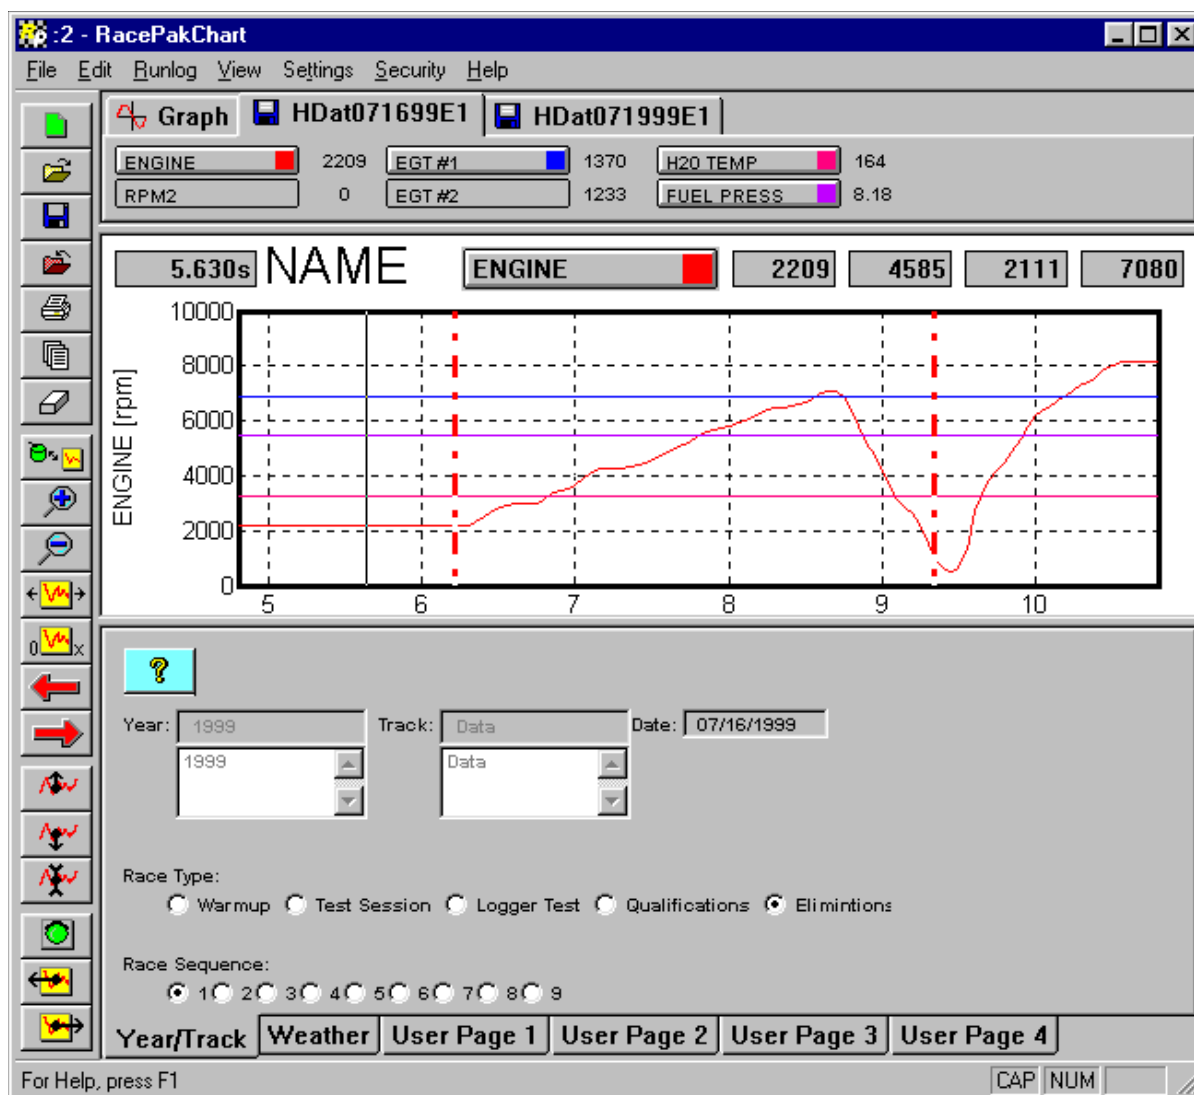 :2 - RacePakChart
File Edit Runlog View Settings Security Help
Graph HDat071699E1 HDat071999E1
ENGINE 2209 EGT #1 1370 H20 TEMP 164
RPM2 0 EGT #2 1233 FUEL PRESS 8.18
5.630s NAME ENGINE 2209 4585 2111 7080
ENGINE [rpm]
10000
8000
6000
4000
2000
0
5 6 7 8 9 10
?
Year: 1999 Track: Data Date: 07/16/1999
1999 Data
Race Type:
Warmup Test Session Logger Test Qualifications Elimintions
Race Sequence:
1 2 3 4 5 6 7 8 9
Year/Track Weather User Page 1 User Page 2 User Page 3 User Page 4
For Help, press F1 CAP NUM